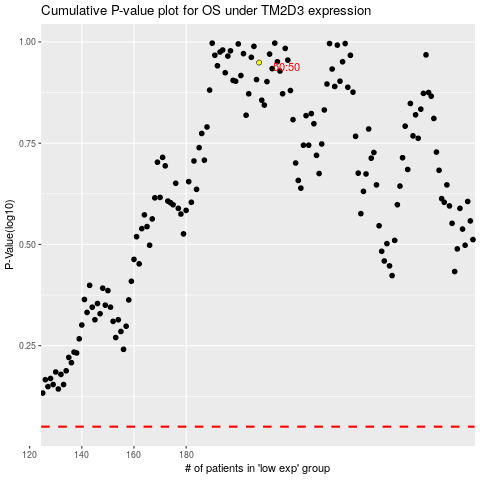 Cumulative P-value plot for OS under TM2D3 expression
1.00
50:50
0.75
0.50
0.25
P-Value(log10)
120 140 160 180
# of patients in 'low exp' group